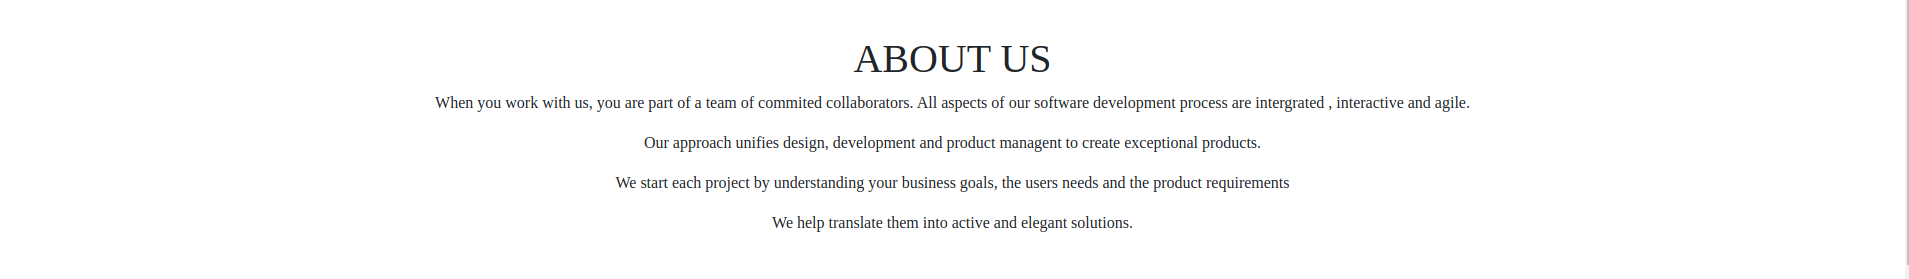 ABOUT US
When you work with us, you are part of a team of commited collaborators. All aspects of our software development process are intergrated , interactive and agile.
Our approach unifies design, development and product managent to create exceptional products.
We start each project by understanding your business goals, the users needs and the product requirements
We help translate them into active and elegant solutions.